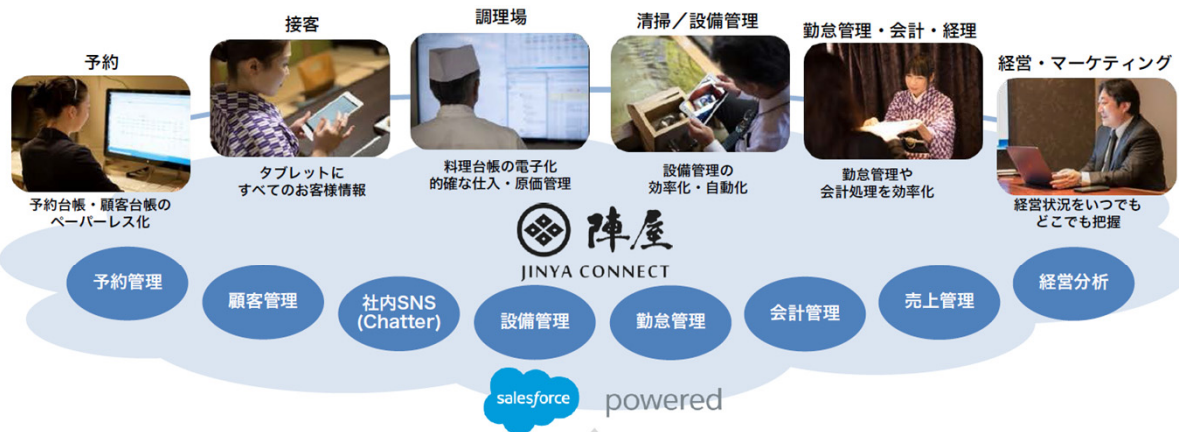 予約
接客
調理場
清掃／設備管理
勤怠管理・会計・経理
経営・マーケティング
予約台帳・顧客台帳の
ペーパーレス化
タブレットに
すべてのお客様情報
料理台帳の電子化
的確な仕入・原価管理
設備管理の
効率化・自動化
勤怠管理や
会計処理を効率化
経営状況をいつでも
どこでも把握
陣屋
JINYA CONNECT
予約管理
顧客管理
社内SNS
(Chatter)
設備管理
勤怠管理
会計管理
売上管理
経営分析
salesforce powered